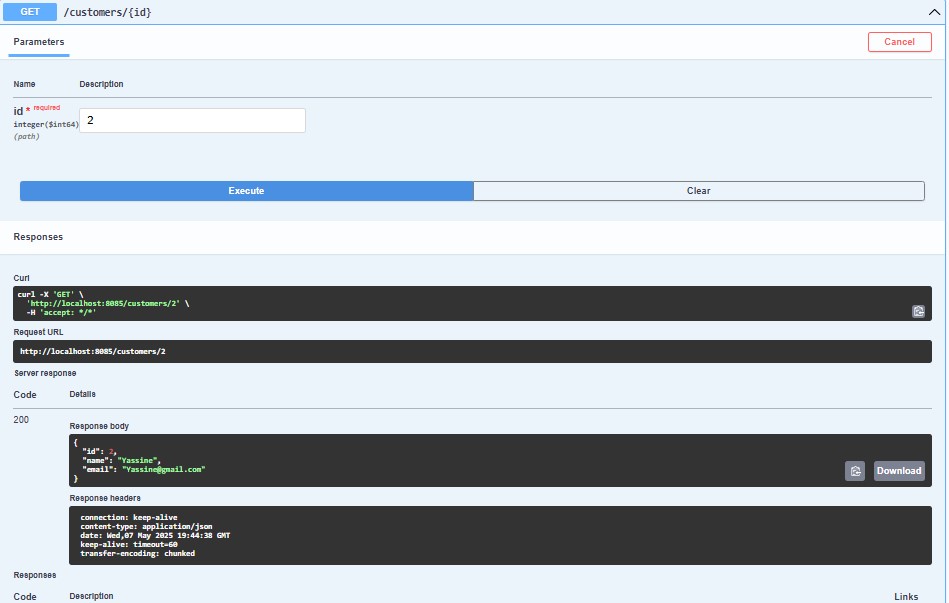 GET /customers/{id}
Parameters
Cancel
Name Description
id * required
integer($int64)
(path)
2
Execute Clear
Responses
Curl
curl -X 'GET' \
'http://localhost:8085/customers/2' \
-H 'accept: */*'
Request URL
http://localhost:8085/customers/2
Server response
Code Details
200
Response body
{
"id": 2,
"name": "Yassine",
"email": "Yassine@gmail.com"
}
Download
Response headers
connection: keep-alive
content-type: application/json
date: Wed,07 May 2025 19:44:38 GMT
keep-alive: timeout=60
transfer-encoding: chunked
Responses
Code Description Links